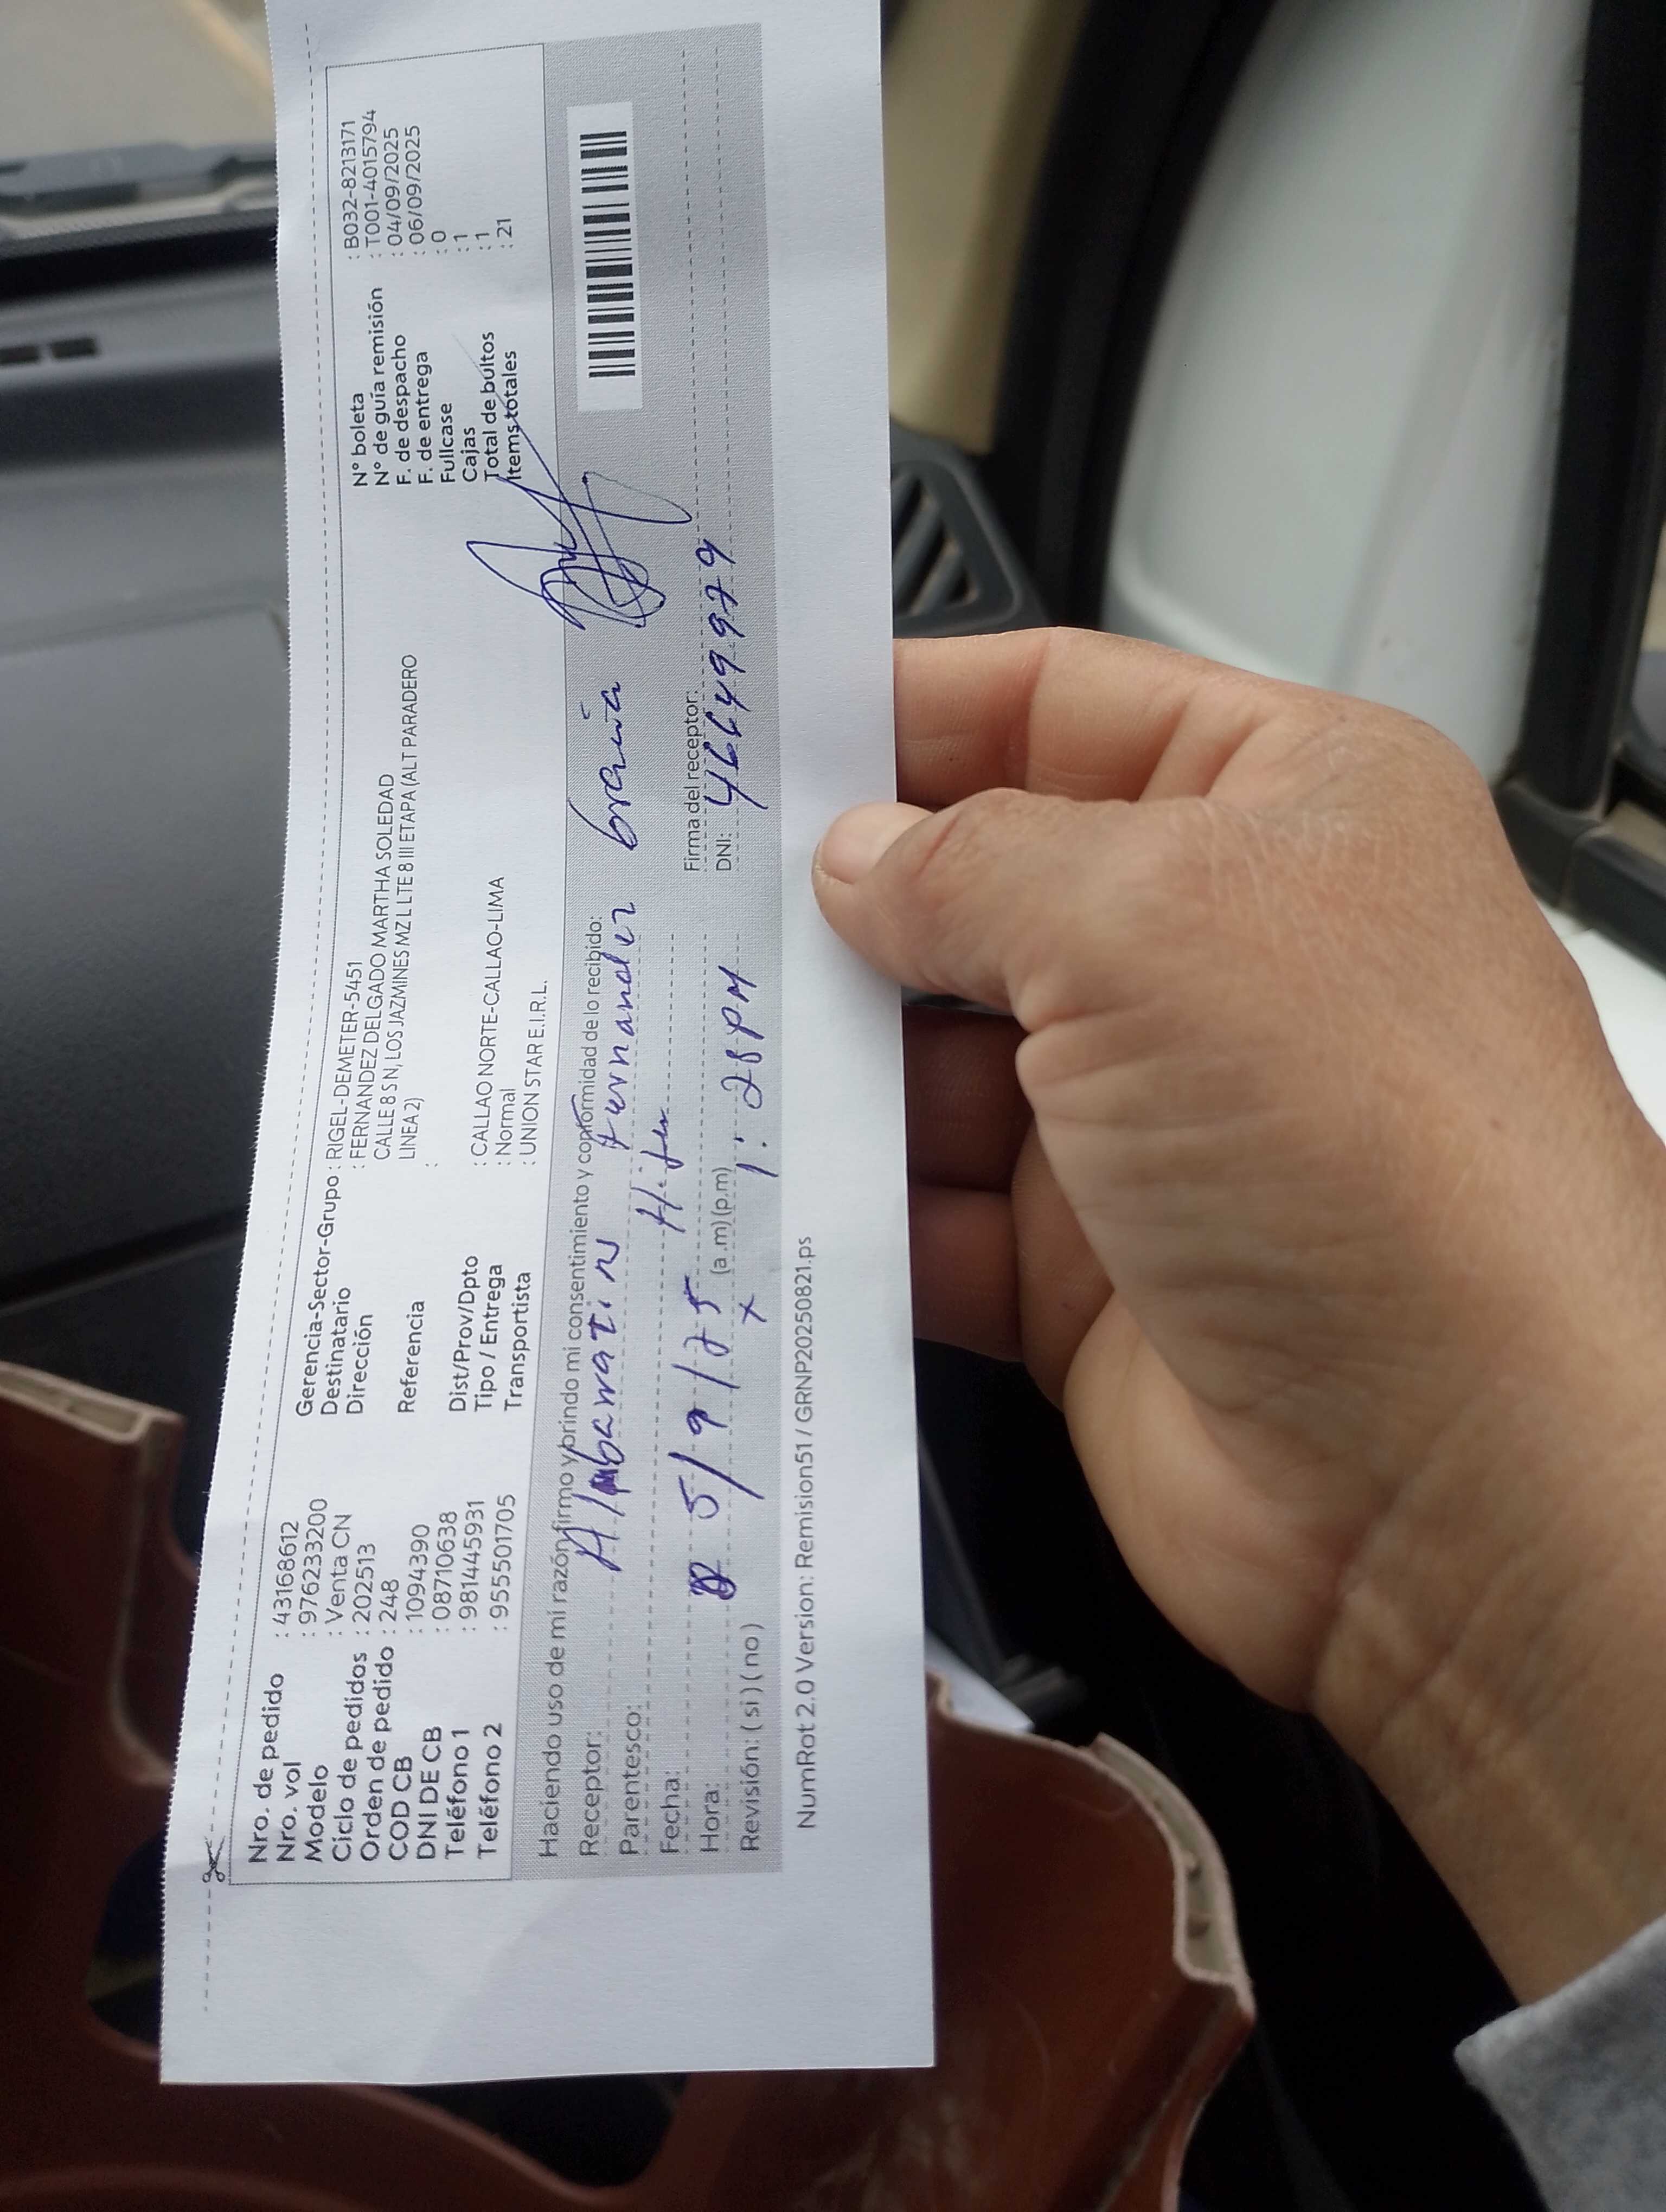 Nro. de pedido : 43168612
Nro. vol : 976233200
Modelo : Venta CN
Ciclo de pedidos : 202513
Orden de pedido : 248
COD CB : 1094390
DNI DE CB : 08710638
Teléfono 1 : 981445931
Teléfono 2 : 955501705
Gerencia-Sector-Grupo : RIGEL-DEMETER-5451
Destinatario : FERNANDEZ DELGADO MARTHA SOLEDAD
Dirección CALLE 8 S N, LOS JAZMINES MZ L LTE 8 III ETAPA (ALT PARADERO
LINEA 2)
Referencia :
Dist/Prov/Dpto : CALLAO NORTE-CALLAO-LIMA
Tipo / Entrega : Normal
Transportista : UNION STAR E.I.R.L.
N° boleta : B032-8213171
N° de guía remisión : T001-4015794
F. de despacho : 04/09/2025
F. de entrega : 06/09/2025
Fullcase : 0
Cajas : 1
Total de bultos : 1
Items totales : 21
Haciendo uso de mi razón firmo y brindo mi consentimiento y conformidad de lo recibido:
Receptor: Fernandez
Parentesco:
Fecha: 5/9/25
Hora: (a.m) (p.m) 1:28 PM
Revisión: ( si ) ( no )
Firma del receptor:
DNI: 46649979
NumRot 2.0 Version: Remision51 / GRNP20250821.ps